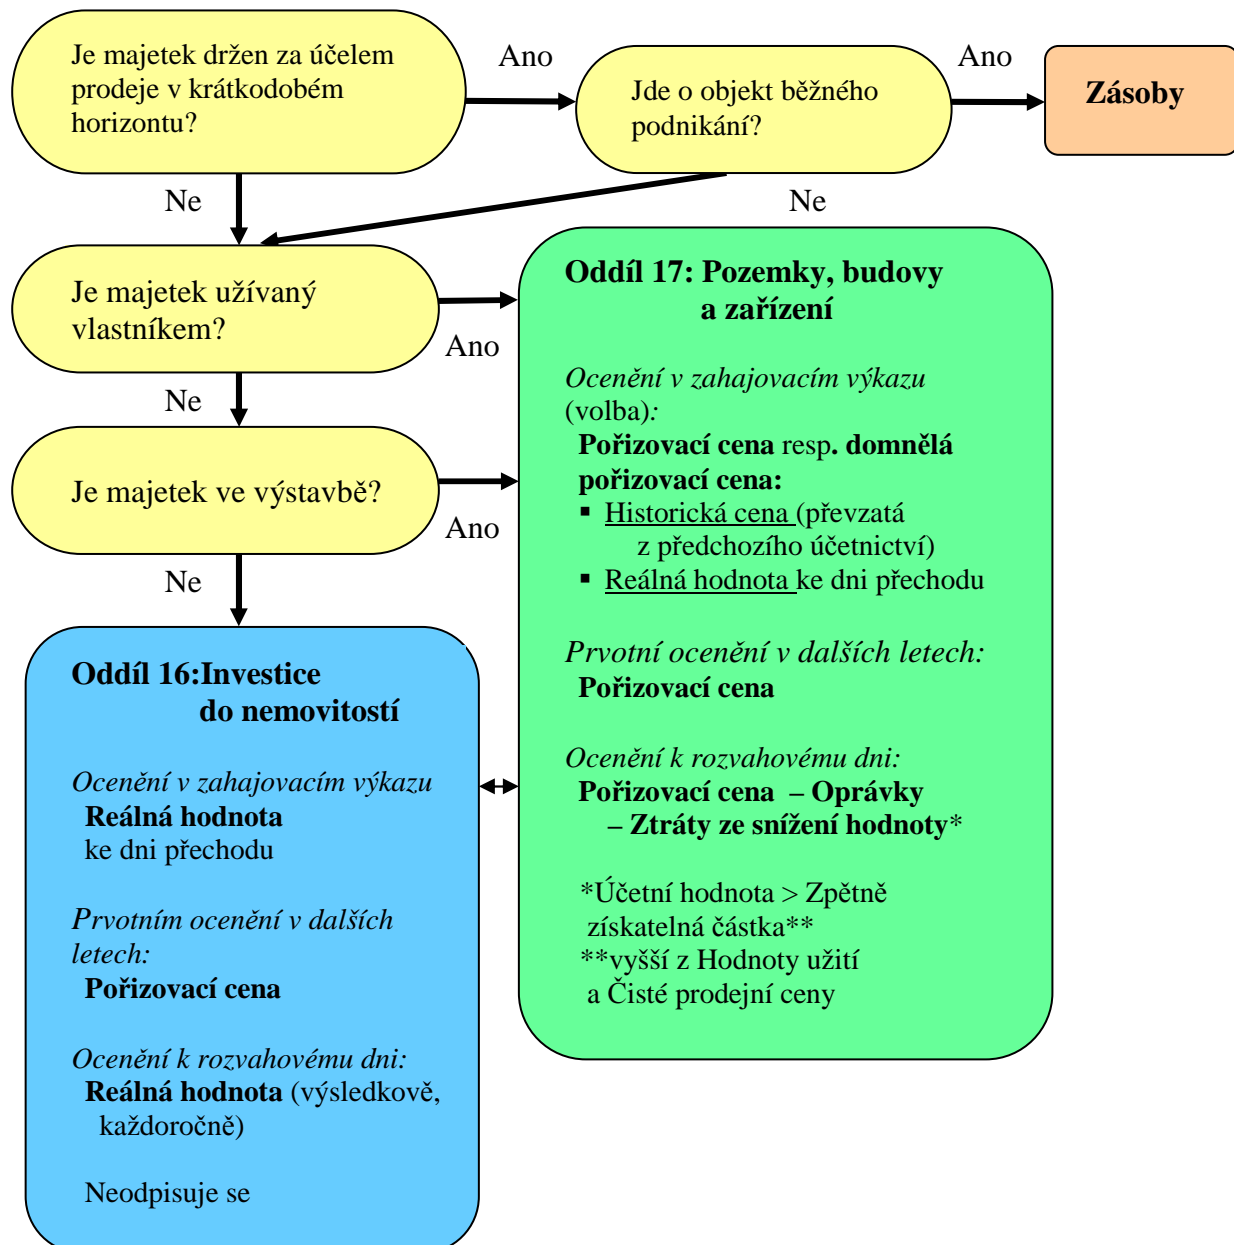 Je majetek držen za účelem
prodeje v krátkodobém
horizontu?
Ano
Jde o objekt běžného
podnikání?
Ano
Zásoby
Ne
Ne
Je majetek užívaný
vlastníkem?
Ano
Ne
Je majetek ve výstavbě?
Ano
Ne
Oddíl 17: Pozemky, budovy
a zařízení
Ocenění v zahajovacím výkazu
(volba):
Pořizovací cena resp. domnělá
pořizovací cena:
▪ Historická cena (převzatá
z předchozího účetnictví)
▪ Reálná hodnota ke dni přechodu
Prvotní ocenění v dalších letech:
Pořizovací cena
Ocenění k rozvahovému dni:
Pořizovací cena – Oprávky
– Ztráty ze snížení hodnoty*
*Účetní hodnota > Zpětně
získatelná částka**
**vyšší z Hodnoty užití
a Čisté prodejní ceny
Oddíl 16:Investice
do nemovitostí
Ocenění v zahajovacím výkazu
Reálná hodnota
ke dni přechodu
Prvotním ocenění v dalších
letech:
Pořizovací cena
Ocenění k rozvahovému dni:
Reálná hodnota (výsledkově,
každoročně)
Neodpisuje se